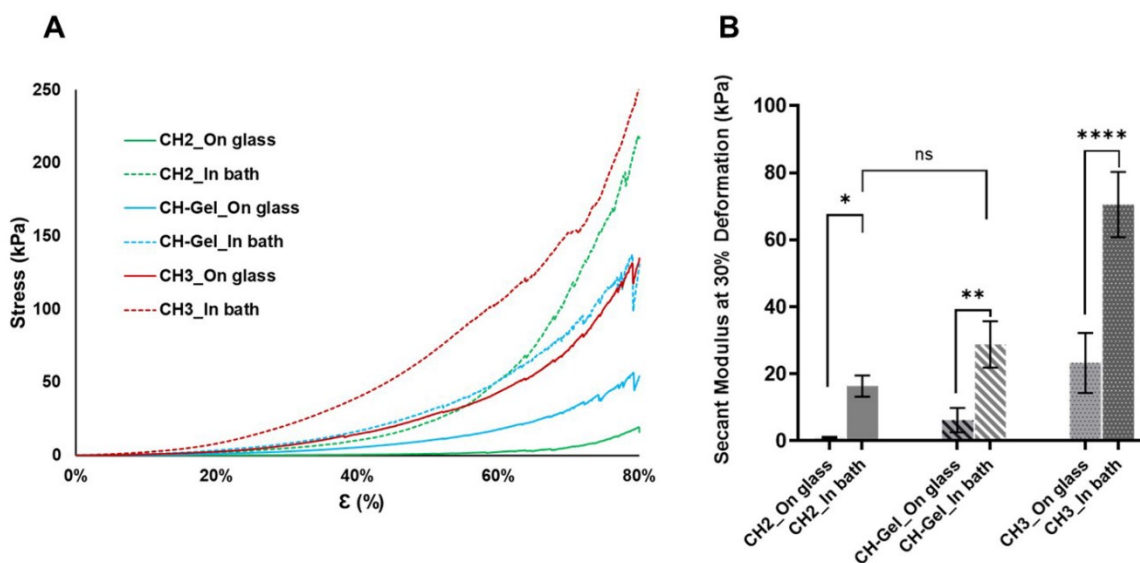 A
250
200
150
100
50
0
Stress (kPa)
CH2_On glass
CH2_In bath
CH-Gel_On glass
CH-Gel_In bath
CH3_On glass
CH3_In bath
0%
20%
40%
60%
80%
Ɛ (%)
B
100
80
60
40
20
0
Secant Modulus at 30% Deformation (kPa)
*
ns
**
****
CH2_On glass
CH2_In bath
CH-Gel_On glass
CH-Gel_In bath
CH3_On glass
CH3_In bath